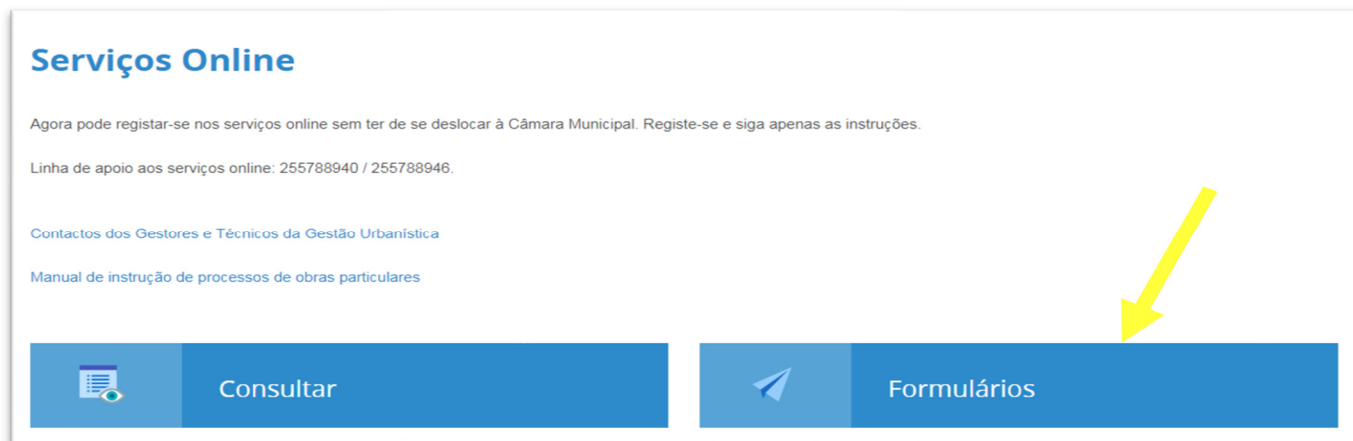 Serviços Online
Agora pode registar-se nos serviços online sem ter de se deslocar à Câmara Municipal. Registe-se e siga apenas as instruções.
Linha de apoio aos serviços online: 255788940 / 255788946.
Contactos dos Gestores e Técnicos da Gestão Urbanística
Manual de instrução de processos de obras particulares
Consultar
Formulários